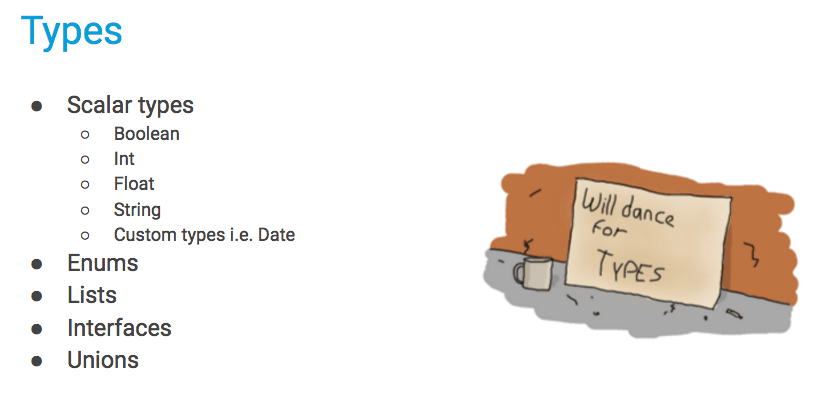 Types
● Scalar types
○ Boolean
○ Int
○ Float
○ String
○ Custom types i.e. Date
● Enums
● Lists
● Interfaces
● Unions
Will dance
For
TYPES